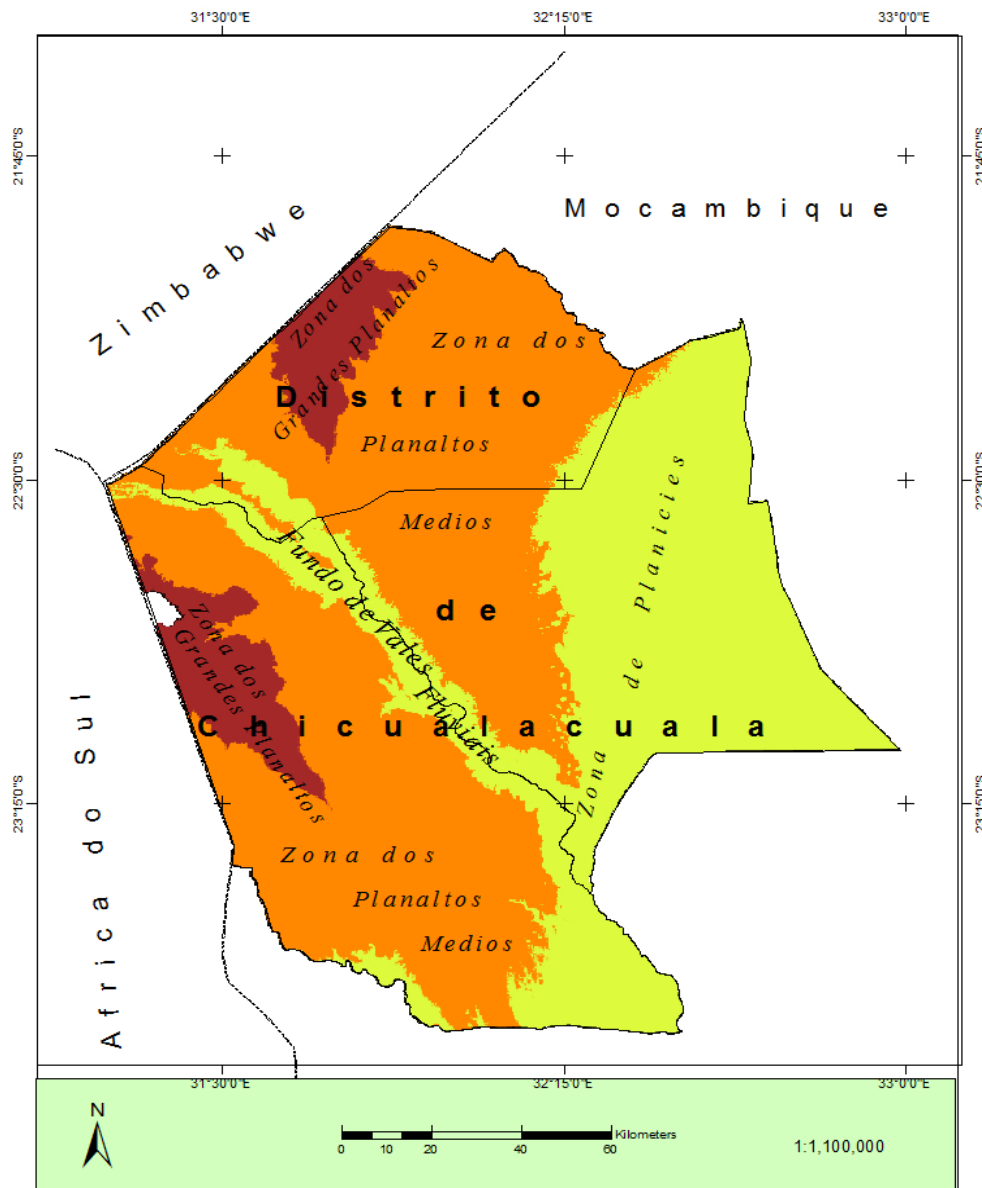 31°30'0"E 32°15'0"E 33°0'0"E
21°45'0"S 21°45'0"S
Mocambique
Zimbabwe
Zona dos
Grandes Planaltos
Zona dos
Distrito
Planaltos
22°30'0"S 22°30'0"S
Medios
Zona de Planicies
Fundo de Vales
Fluviais
de
Zona dos
Grandes Planaltos
Chicualacuala
Africa do Sul
23°15'0"S 23°15'0"S
Zona dos
Planaltos
Medios
31°30'0"E 32°15'0"E 33°0'0"E
N
Kilometers
0 10 20 40 60
1:1,100,000